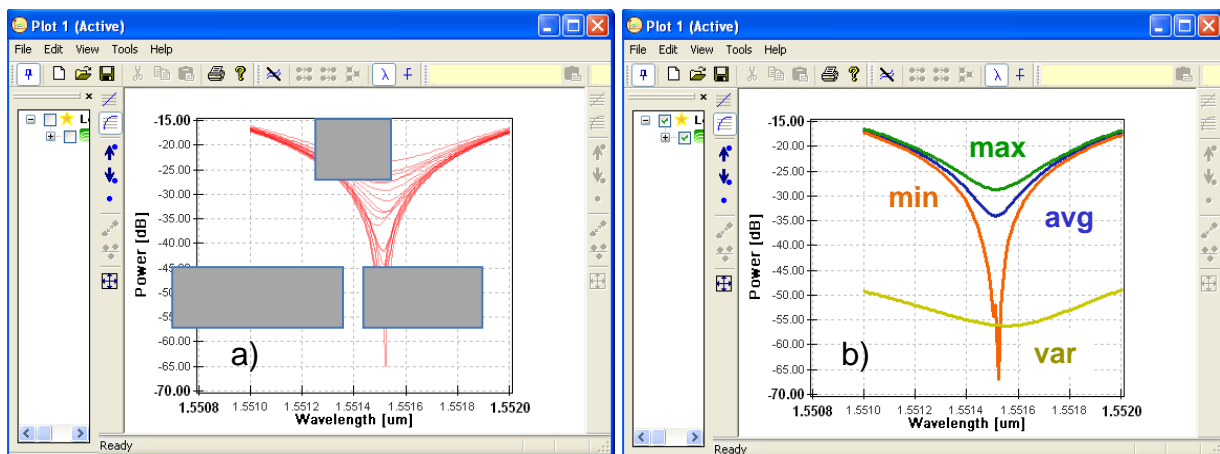 Plot 1 (Active)
File Edit View Tools Help
λ F
-15.00
-20.00
-25.00
-30.00
-35.00
-40.00
-45.00
-50.00
-55.00
-60.00
-65.00
-70.00
Power [dB]
a)
1.5508 1.5510 1.5512 1.5514 1.5516 1.5518 1.5520
Wavelength [um]
Ready
Plot 1 (Active)
File Edit View Tools Help
λ F
-15.00
-20.00
-25.00
-30.00
-35.00
-40.00
-45.00
-50.00
-55.00
-60.00
-65.00
-70.00
Power [dB]
max
min
avg
var
b)
1.5508 1.5510 1.5512 1.5514 1.5516 1.5518 1.5520
Wavelength [um]
Ready